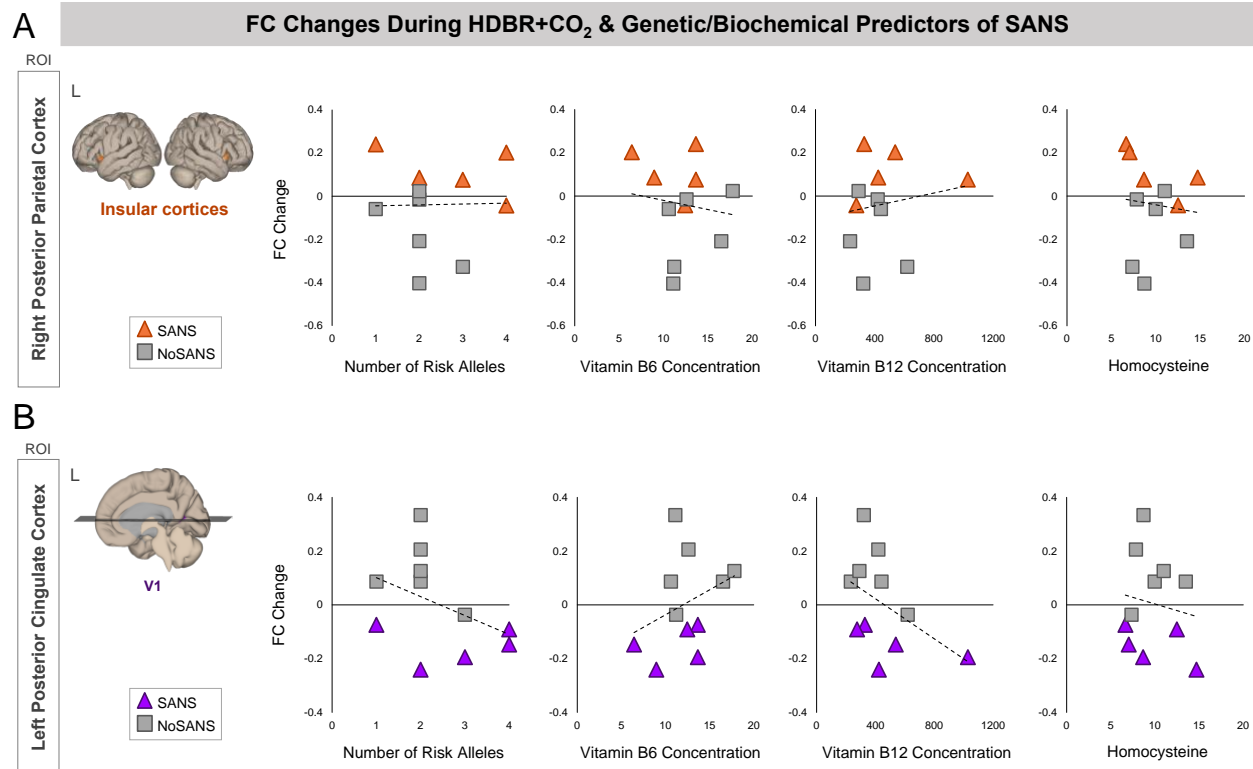 A
FC Changes During HDBR+CO₂ & Genetic/Biochemical Predictors of SANS
ROI
Right Posterior Parietal Cortex
L
Insular cortices
SANS
NoSANS
FC Change
0.4
0.2
0
-0.2
-0.4
-0.6
0 1 2 3 4
Number of Risk Alleles
0.4
0.2
0
-0.2
-0.4
-0.6
0 5 10 15 20
Vitamin B6 Concentration
0.4
0.2
0
-0.2
-0.4
-0.6
0 400 800 1200
Vitamin B12 Concentration
0.4
0.2
0
-0.2
-0.4
-0.6
0 5 10 15 20
Homocysteine
B
ROI
Left Posterior Cingulate Cortex
L
V1
SANS
NoSANS
FC Change
0.4
0.2
0
-0.2
-0.4
0 1 2 3 4
Number of Risk Alleles
0.4
0.2
0
-0.2
-0.4
0 5 10 15 20
Vitamin B6 Concentration
0.4
0.2
0
-0.2
-0.4
0 400 800 1200
Vitamin B12 Concentration
0.4
0.2
0
-0.2
-0.4
0 5 10 15 20
Homocysteine